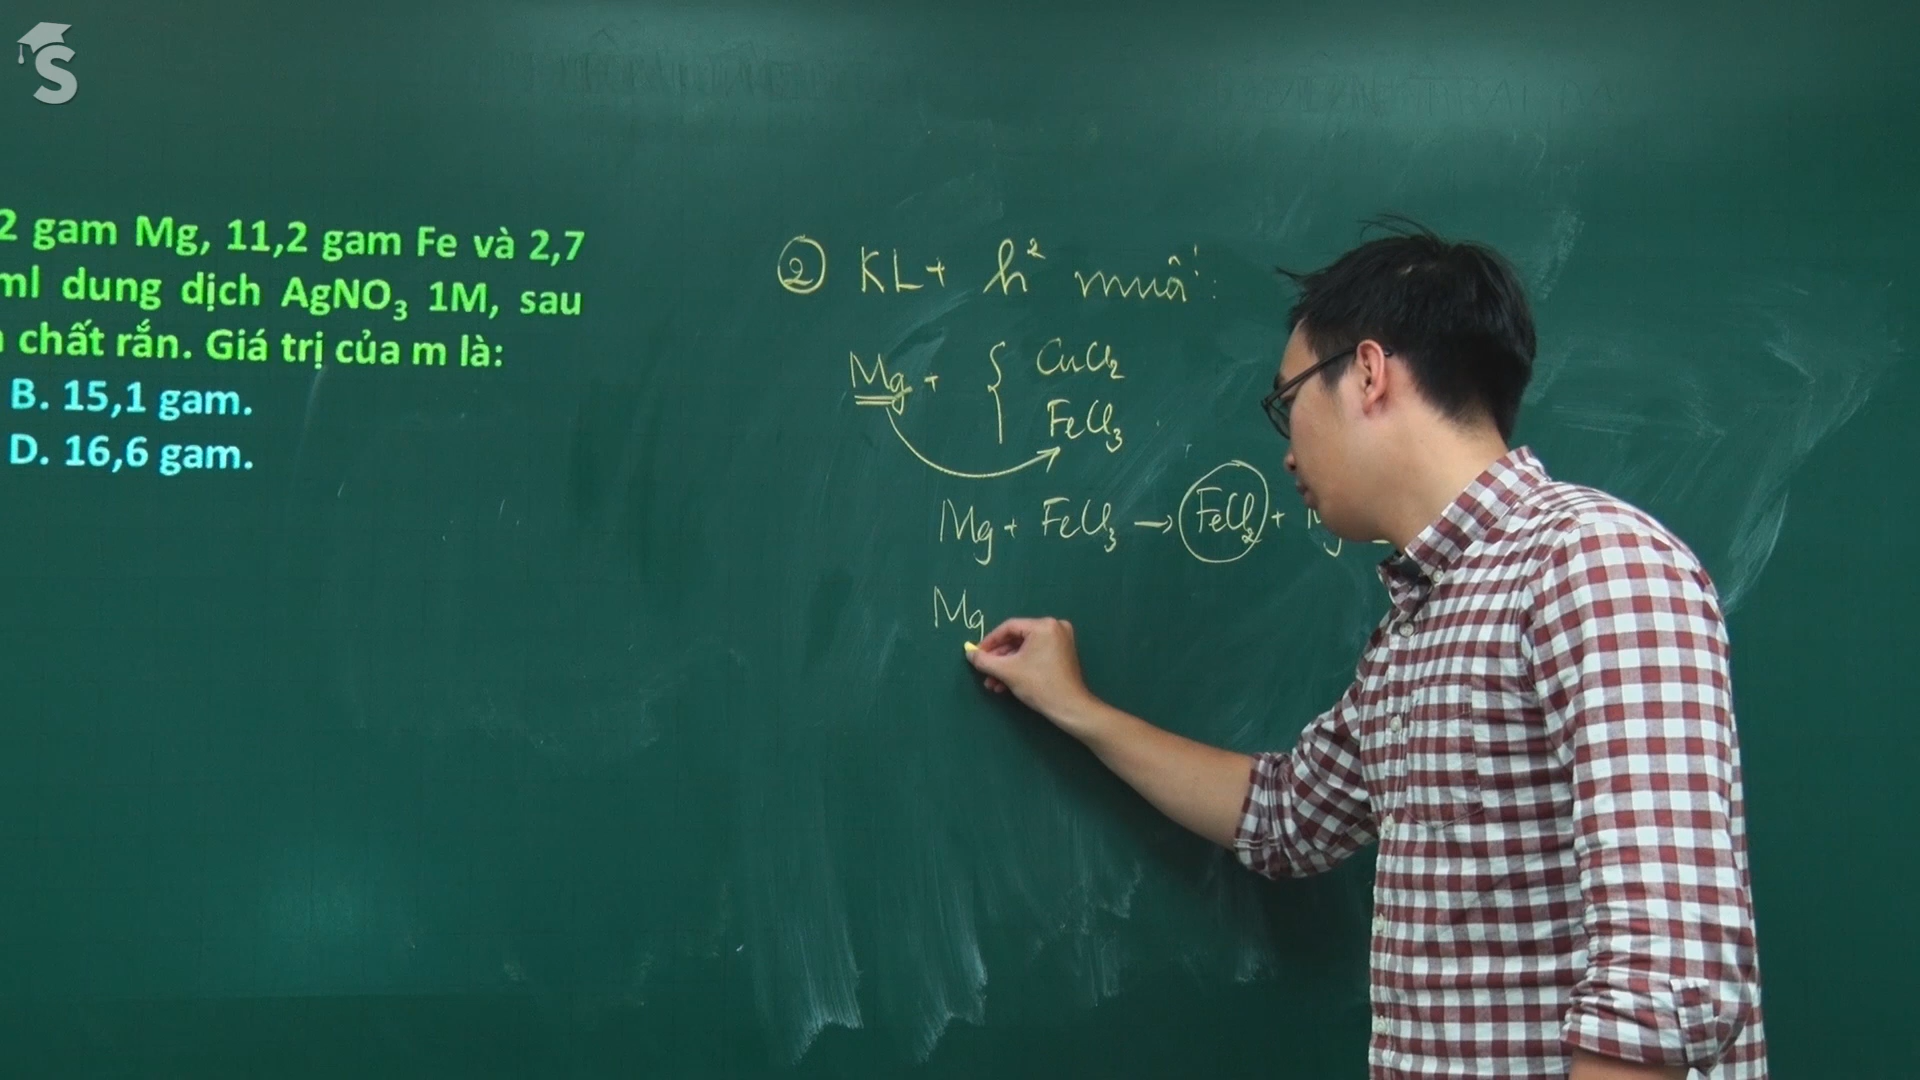 S
2 gam Mg, 11,2 gam Fe và 2,7
ml dung dịch AgNO₃ 1M, sau
chất rắn. Giá trị của m là:
B. 15,1 gam.
D. 16,6 gam.
② KL + h² muối:
Mg + { CuCl₂
FeCl₃
Mg + FeCl₃ → FeCl₂ +
Mg